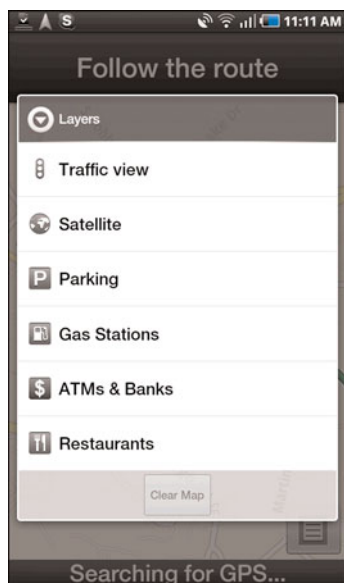 11:11 AM
Follow the route
Layers
Traffic view
Satellite
P Parking
Gas Stations
$ ATMs & Banks
Restaurants
Clear Map
Searching for GPS...